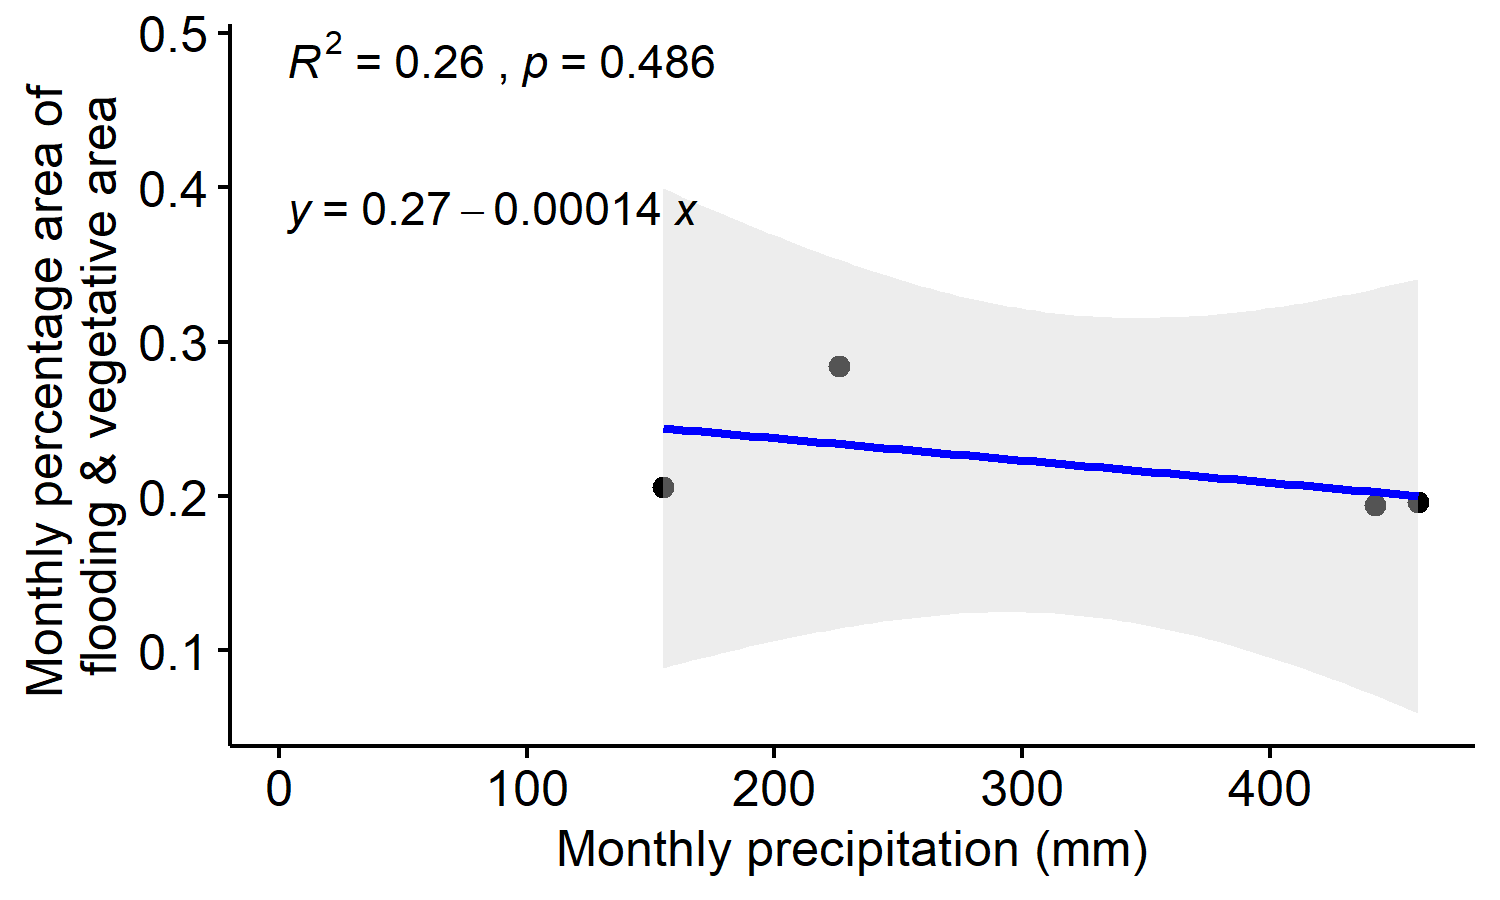 R² = 0.26 , p = 0.486
y = 0.27 − 0.00014 x
Monthly percentage area of
flooding & vegetative area
0.5
0.4
0.3
0.2
0.1
0 100 200 300 400
Monthly precipitation (mm)